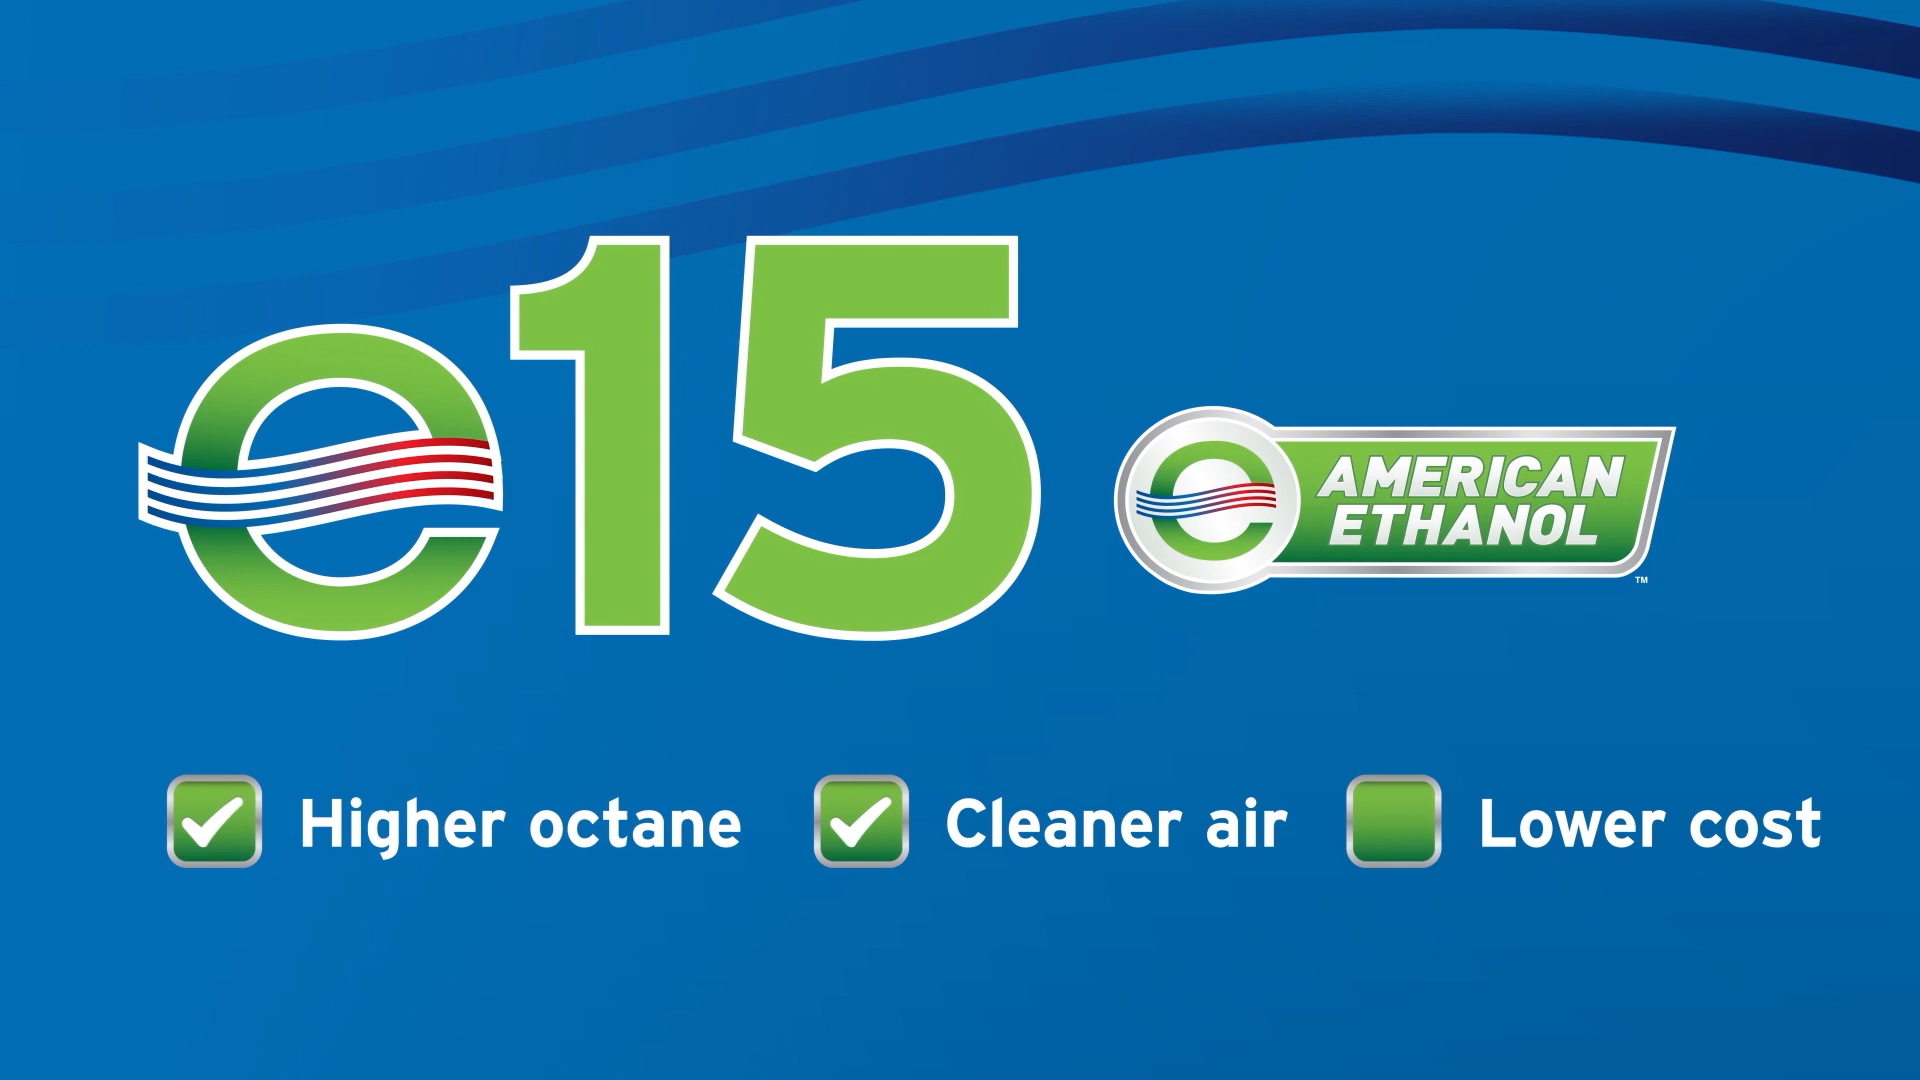 e15
AMERICAN
ETHANOL
TM
Higher octane
Cleaner air
Lower cost